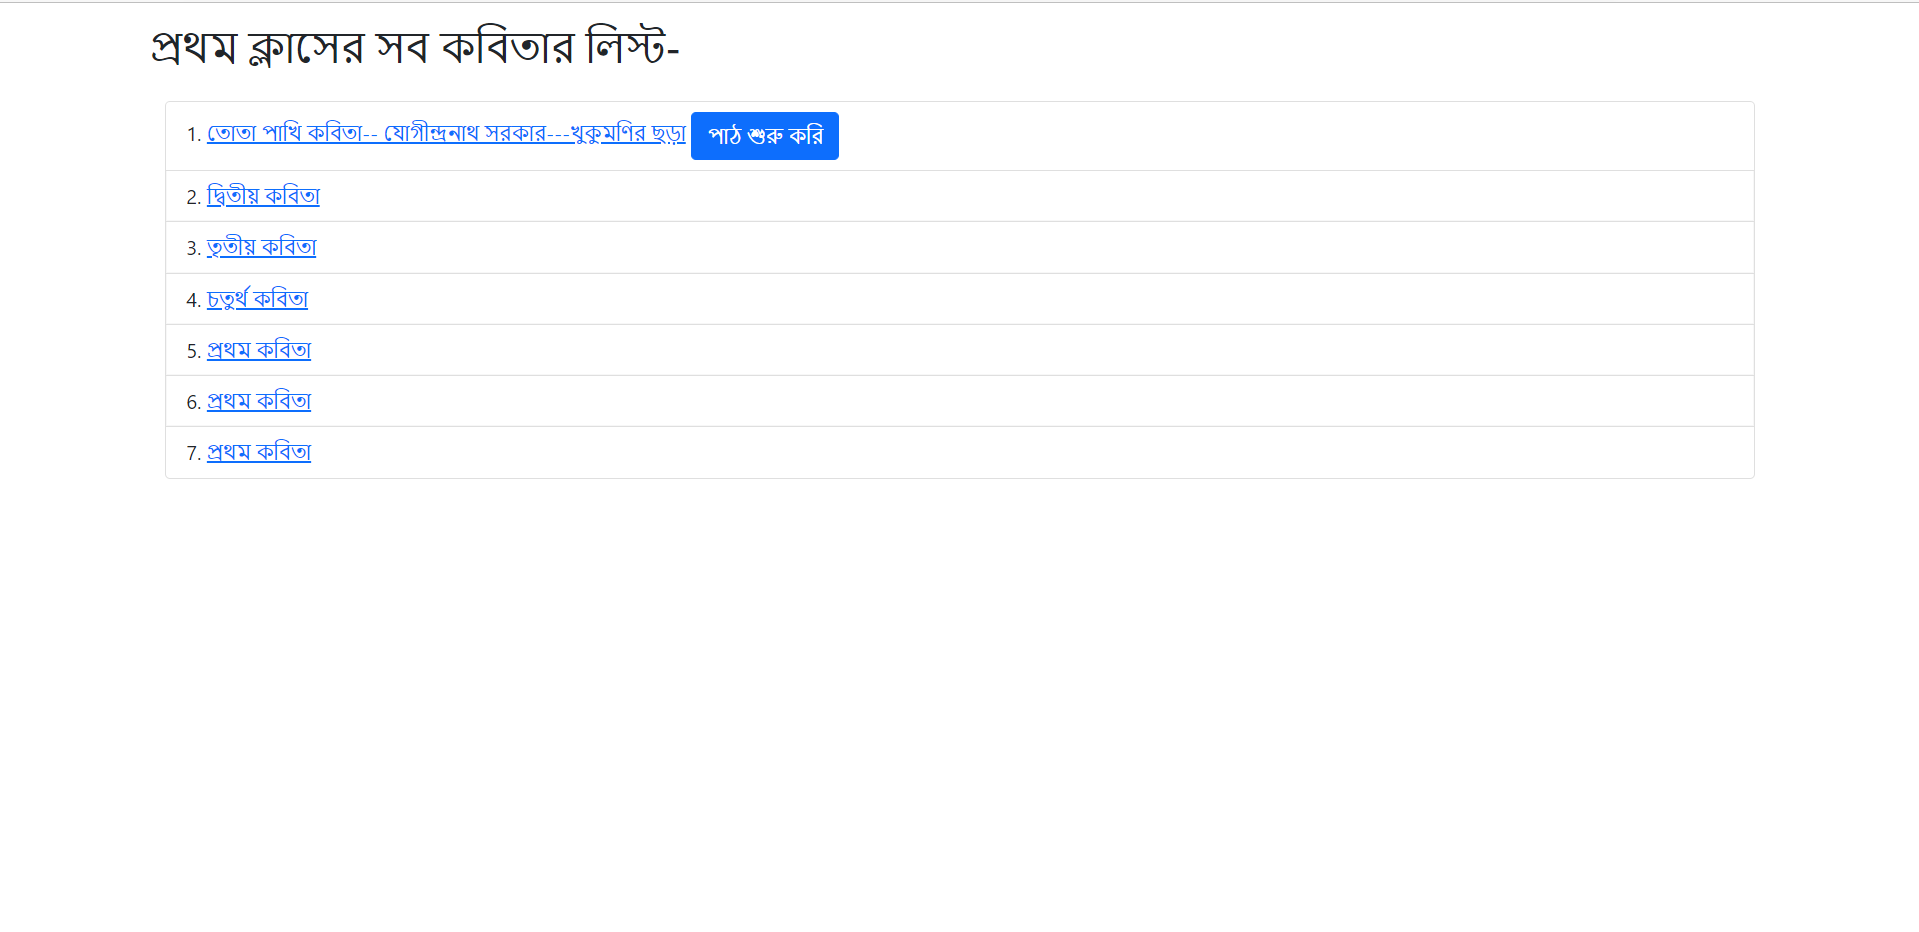 প্রথম ক্লাসের সব কবিতার লিস্ট-
1. তোতা পাখি কবিতা-- যোগীন্দ্রনাথ সরকার---খুকুমণির ছড়া পাঠ শুরু করি
2. দ্বিতীয় কবিতা
3. তৃতীয় কবিতা
4. চতুর্থ কবিতা
5. প্রথম কবিতা
6. প্রথম কবিতা
7. প্রথম কবিতা